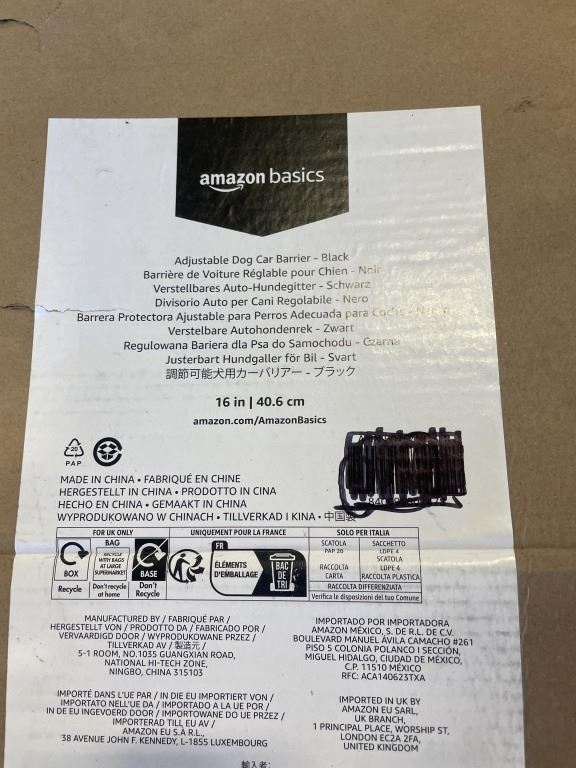 amazon basics
Adjustable Dog Car Barrier - Black
Barrière de Voiture Réglable pour Chien - Noir
Verstellbares Auto-Hundegitter - Schwarz
Divisorio Auto per Cani Regolabile - Nero
Barrera Protectora Ajustable para Perros Adecuada para Coche -
Verstelbare Autohondenrek - Zwart
Regulowana Bariera dla Psa do Samochodu - Czarna
Justerbart Hundgaller för Bil - Svart
調節可能犬用カーバリアー - ブラック
16 in | 40.6 cm
amazon.com/AmazonBasics
20
PAP
MADE IN CHINA • FABRIQUÉ EN CHINE
HERGESTELLT IN CHINA • PRODOTTO IN CINA
HECHO EN CHINA • GEMAAKT IN CHINA
WYPRODUKOWANO W CHINACH • TILLVERKAD I KINA • 中国製
FOR UK ONLY
BOX
Recycle
BAG
RECYCLE
WITH BAGS
AT LARGE
SUPERMARKET
Don't recycle
at home
BASE
Don't
Recycle
UNIQUEMENT POUR LA FRANCE
FR
ÉLÉMENTS
D'EMBALLAGE
BAC
DE
TRI
SOLO PER ITALIA
SCATOLA
PAP 20
RACCOLTA
CARTA
SACCHETTO
LDPE 4
SCATOLA
LDPE 4
RACCOLTA PLASTICA
RACCOLTA DIFFERENZIATA
Verifica le disposizioni del tuo Comune
MANUFACTURED BY / FABRIQUÉ PAR /
HERGESTELLT VON / PRODOTTO DA / FABRICADO POR /
VERVAARDIGD DOOR / WYPRODUKOWANE PRZEZ /
TILLVERKAD AV / 製造元 /
5-1 ROOM, NO.1035 GUANGXIAN ROAD,
NATIONAL HI-TECH ZONE,
NINGBO, CHINA 315103
IMPORTADO POR IMPORTADORA
AMAZON MÉXICO, S. DE R.L. DE C.V.
BOULEVARD MANUEL ÁVILA CAMACHO #261
PISO 5 COLONIA POLANCO I SECCIÓN,
MIGUEL HIDALGO, CIUDAD DE MÉXICO,
C.P. 11510 MÉXICO
RFC: ACA140623TXA
IMPORTÉ DANS L'UE PAR / IN DIE EU IMPORTIERT VON /
IMPORTATO NELL'UE DA / IMPORTADO A LA UE POR /
IN DE EU INGEVOERD DOOR / IMPORTOWANE DO UE PRZEZ /
IMPORTERAD TILL EU AV /
AMAZON EU S.À R.L.,
38 AVENUE JOHN F. KENNEDY, L-1855 LUXEMBOURG
IMPORTED IN UK BY
AMAZON EU SARL,
UK BRANCH,
1 PRINCIPAL PLACE, WORSHIP ST,
LONDON EC2A 2FA,
UNITED KINGDOM
輸入者: